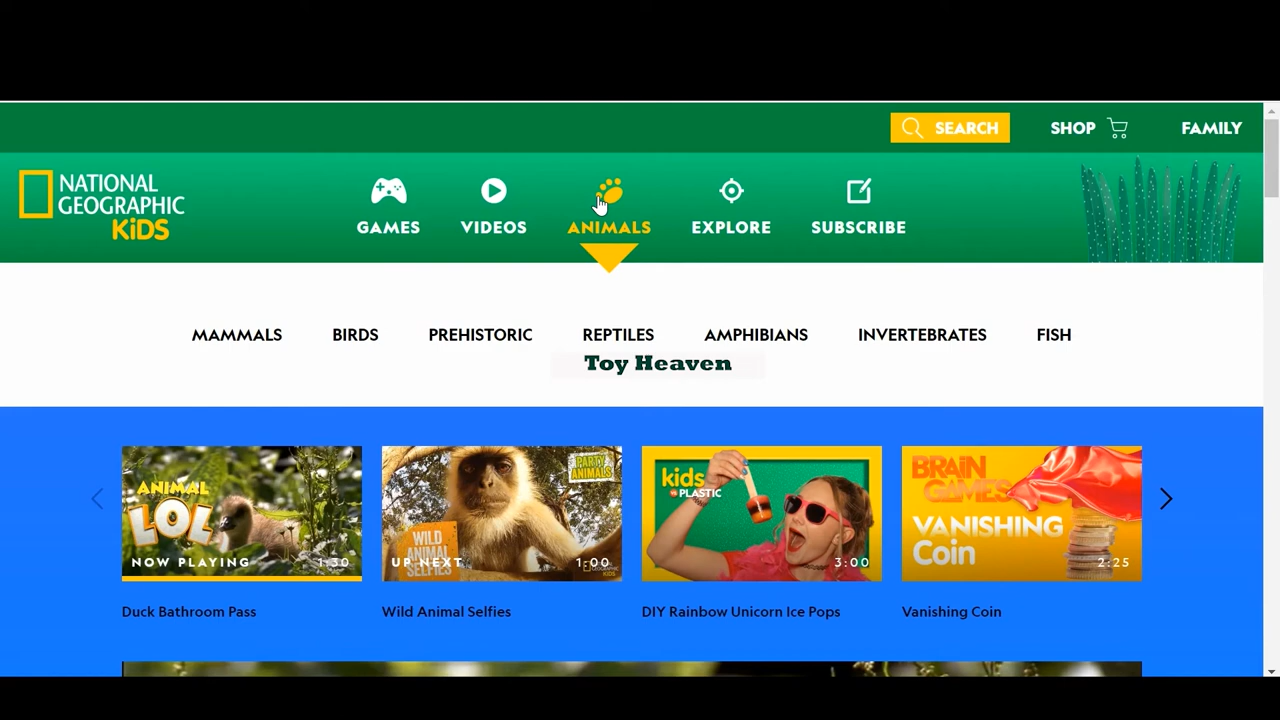 SEARCH SHOP FAMILY
NATIONAL
GEOGRAPHIC
KiDS
GAMES VIDEOS ANIMALS EXPLORE SUBSCRIBE
MAMMALS BIRDS PREHISTORIC REPTILES AMPHIBIANS INVERTEBRATES FISH
Toy Heaven
ANIMAL
LOL
NOW PLAYING 1:30
PARTY
ANIMALS
WILD
ANIMAL
SELFIES
UP NEXT 1:00
kids
vs PLASTIC
3:00
BRAIN
GAMES
VANISHING
Coin
2:25
Duck Bathroom Pass
Wild Animal Selfies
DIY Rainbow Unicorn Ice Pops
Vanishing Coin